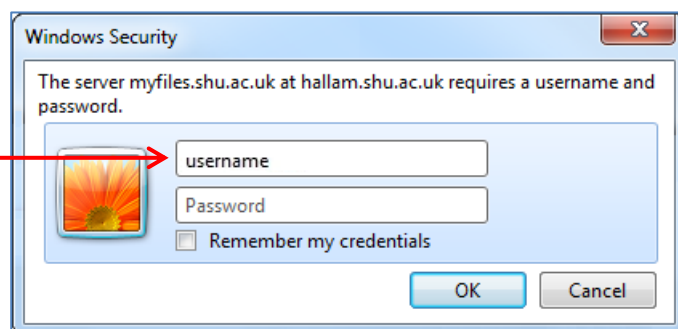 Windows Security
The server myfiles.shu.ac.uk at hallam.shu.ac.uk requires a username and
password.
username
Password
Remember my credentials
OK Cancel